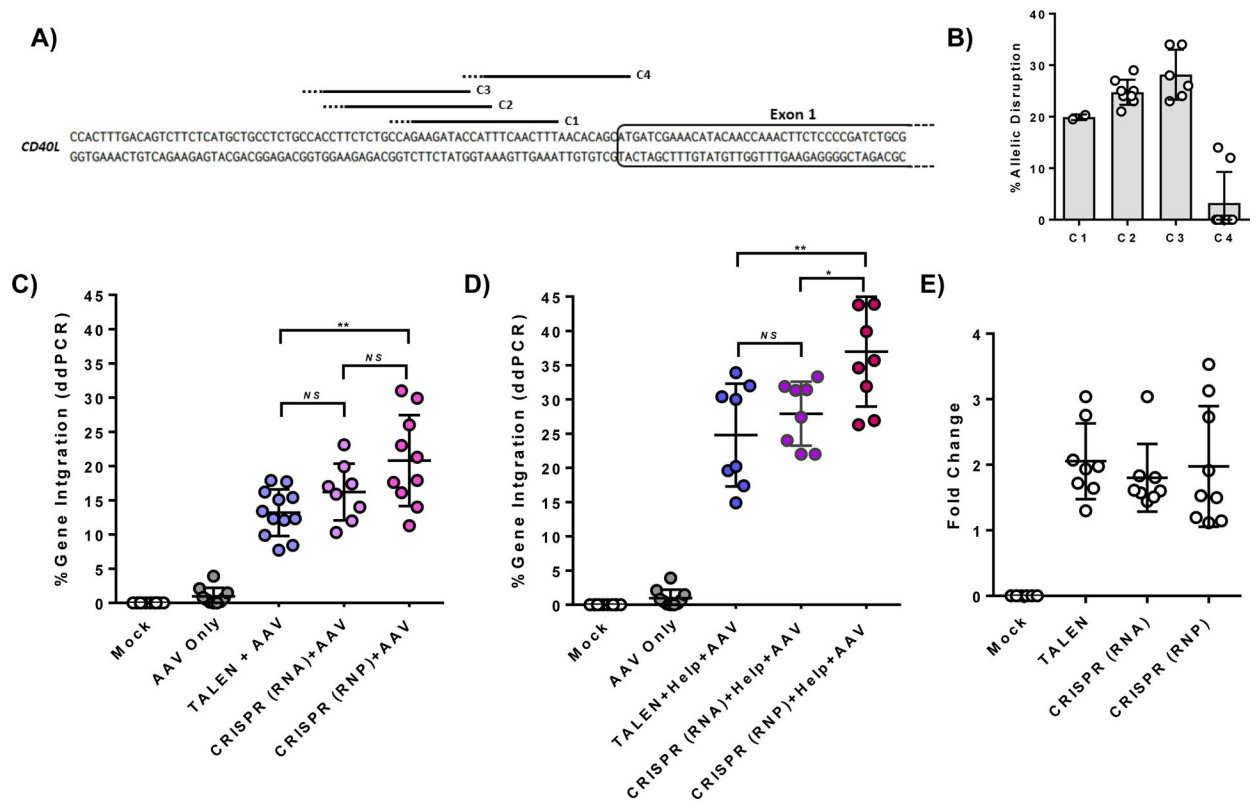 A)
C4
C3
C2
C1
Exon 1
CD40L
CCACTTTGACAGTCTTCTCATGCTGCCTCTGCCACCTTCTCTGCCAGAAGATACCATTTCAACTTTAACACAGCATGATCGAAACATACAACCAAACTTCTCCCCGATCTGCG
GGTGAAACTGTCAGAAGAGTACGACGGAGACGGTGGAAGAGACGGTCTTCTATGGTAAAGTTGAAATTGTGTCGTACTAGCTTTGTATGTTGGTTTGAAGAGGGGCTAGACGC
B)
% Allelic Disruption
40
30
20
10
0
C1
C2
C3
C4
C)
% Gene Intgration (ddPCR)
45
40
35
30
25
20
15
10
5
0
**
NS
NS
Mock
AAV Only
TALEN + AAV
CRISPR (RNA)+AAV
CRISPR (RNP)+AAV
D)
% Gene Intgration (ddPCR)
45
40
35
30
25
20
15
10
5
0
**
*
NS
Mock
AAV Only
TALEN+Help+AAV
CRISPR (RNA)+Help+AAV
CRISPR (RNP)+Help+AAV
E)
Fold Change
4
3
2
1
0
Mock
TALEN
CRISPR (RNA)
CRISPR (RNP)